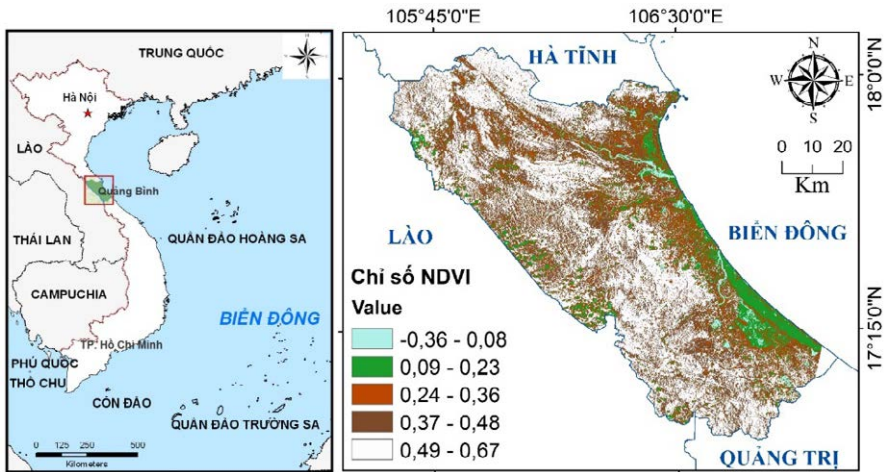 TRUNG QUỐC
Hà Nội
LÀO
Quảng Bình
THÁI LAN
QUẦN ĐẢO HOÀNG SA
CAMPUCHIA
BIỂN ĐÔNG
TP. Hồ Chí Minh
PHÚ QUỐC
THỔ CHU
CÔN ĐẢO
QUẦN ĐẢO TRƯỜNG SA
0 125 250 500
Kilometers
105°45'0"E 106°30'0"E
HÀ TĨNH
N
W E
S
18°0'0"N
0 10 20
Km
LÀO
BIỂN ĐÔNG
Chỉ số NDVI
Value
-0,36 - 0,08
0,09 - 0,23
0,24 - 0,36
0,37 - 0,48
0,49 - 0,67
17°15'0"N
QUẢNG TRỊ